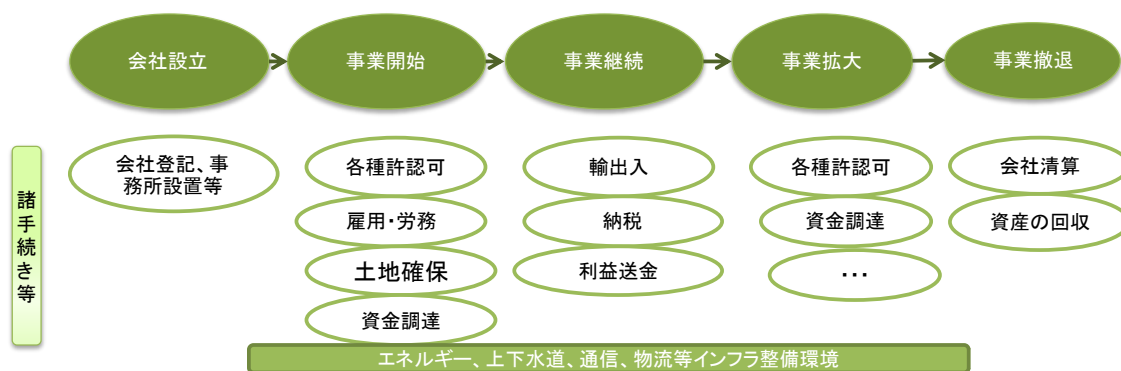 会社設立
事業開始
事業継続
事業拡大
事業撤退
諸手続き等
会社登記、事
務所設置等
各種許認可
雇用・労務
土地確保
資金調達
輸出入
納税
利益送金
各種許認可
資金調達
・・・
会社清算
資産の回収
エネルギー、上下水道、通信、物流等インフラ整備環境